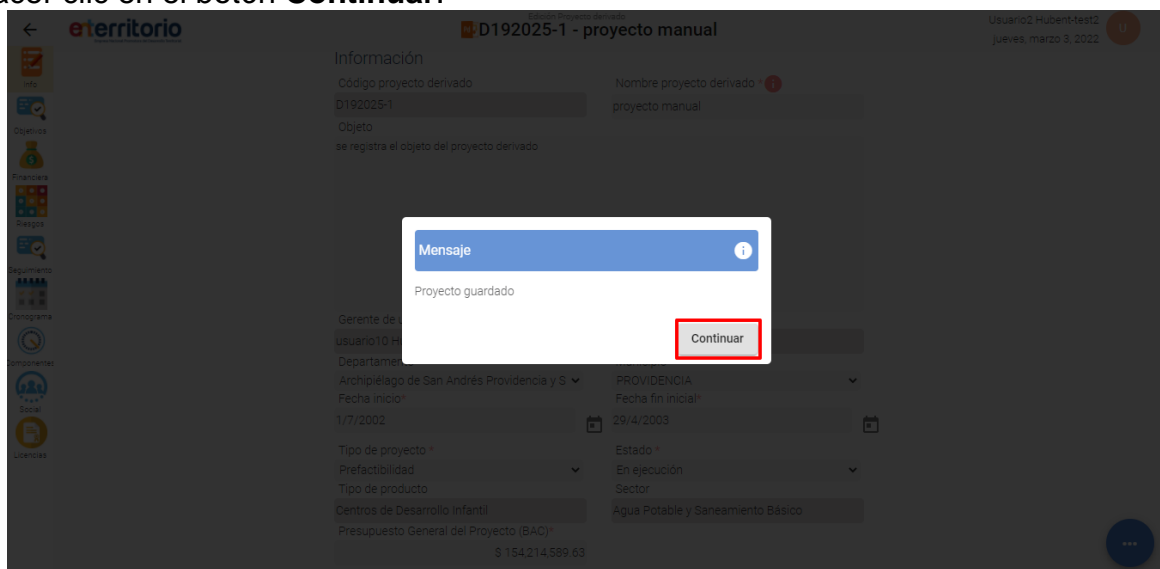 acer clic en el botón Continuar.
eterritorio
Edición Proyecto derivado
D192025-1 - proyecto manual
Usuario2 Hubent-test2
jueves, marzo 3, 2022
U
Info
Objetivos
Financiera
Riesgos
Seguimiento
Cronograma
Componentes
Social
Licencias
Información
Código proyecto derivado
Nombre proyecto derivado *
D192025-1
proyecto manual
Objeto
se registra el objeto del proyecto derivado
Mensaje
Proyecto guardado
Continuar
Gerente de
usuario10 H
Departamen
Archipiélago de San Andrés Providencia y S
PROVIDENCIA
Fecha inicio*
Fecha fin inicial*
1/7/2002
29/4/2003
Tipo de proyecto *
Estado *
Prefactibilidad
En ejecución
Tipo de producto
Sector
Centros de Desarrollo Infantil
Agua Potable y Saneamiento Básico
Presupuesto General del Proyecto (BAC)*
$ 154,214,589.63